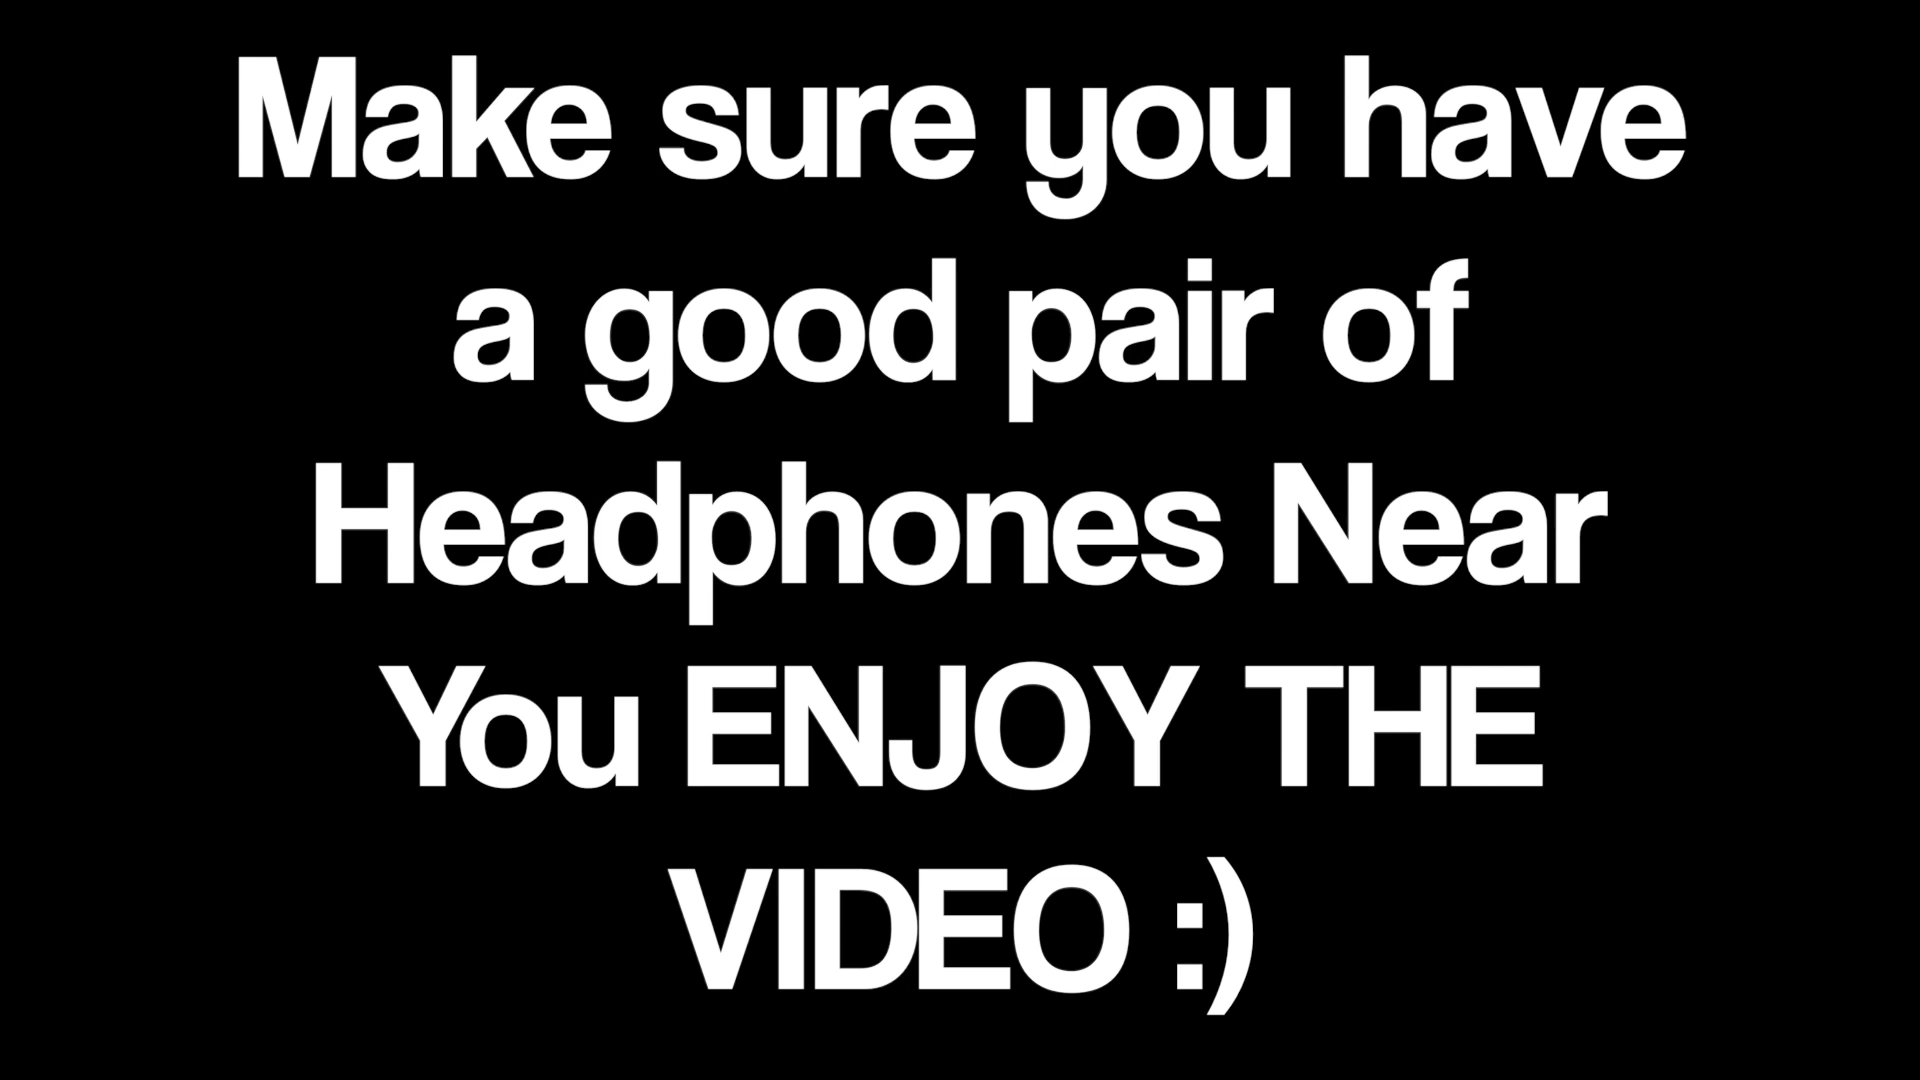 Make sure you have
a good pair of
Headphones Near
You ENJOY THE
VIDEO :)